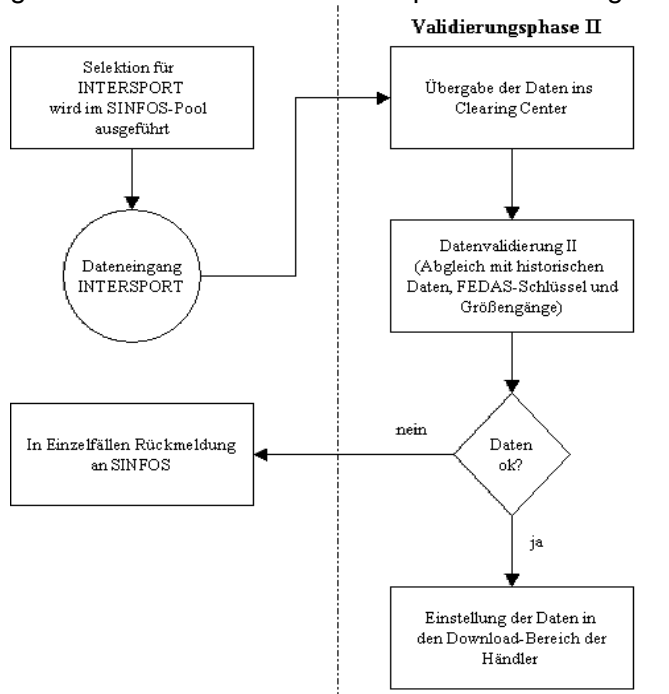 Validierungsphase II
Selektion für
INTERSPORT
wird im SINFOS-Pool
ausgeführt
Übergabe der Daten ins
Clearing Center
Dateneingang
INTERSPORT
Datenvalidierung II
(Abgleich mit historischen
Daten, FEDAS-Schlüssel und
Größengänge)
In Einzelfällen Rückmeldung
an SINFOS
nein
Daten
ok?
ja
Einstellung der Daten in
den Download-Bereich der
Händler